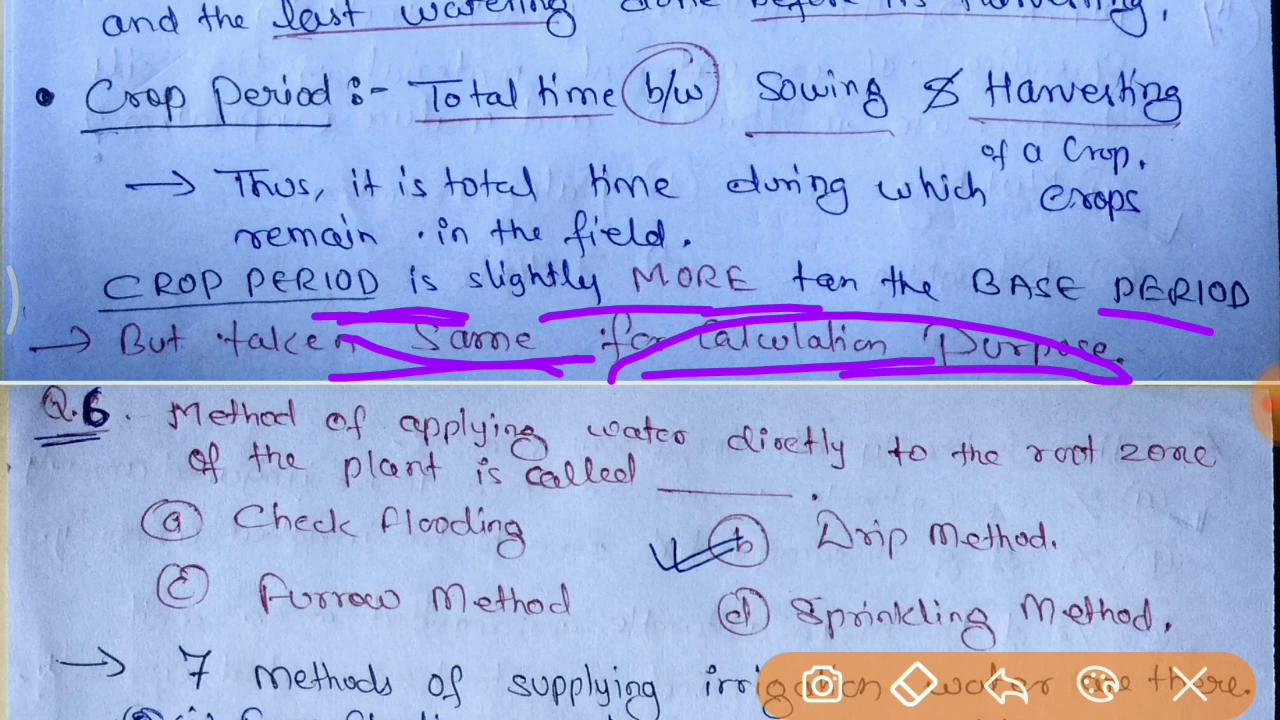 and the last watering done before its harvesting.
• Crop Period :- Total time b/w Sowing & Harvesting
of a Crop.
→ Thus, it is total time during which crops
remain in the field.
CROP PERIOD is slightly MORE ten the BASE PERIOD
→ But taken Same for Calculation Purpose.
Q.6. Method of applying water directly to the root zone
of the plant is called ______.
(a) Check flooding (b) Drip Method.
(c) Furrow Method (d) Sprinkling Method.
→ 7 Methods of supplying irrigation water are there.